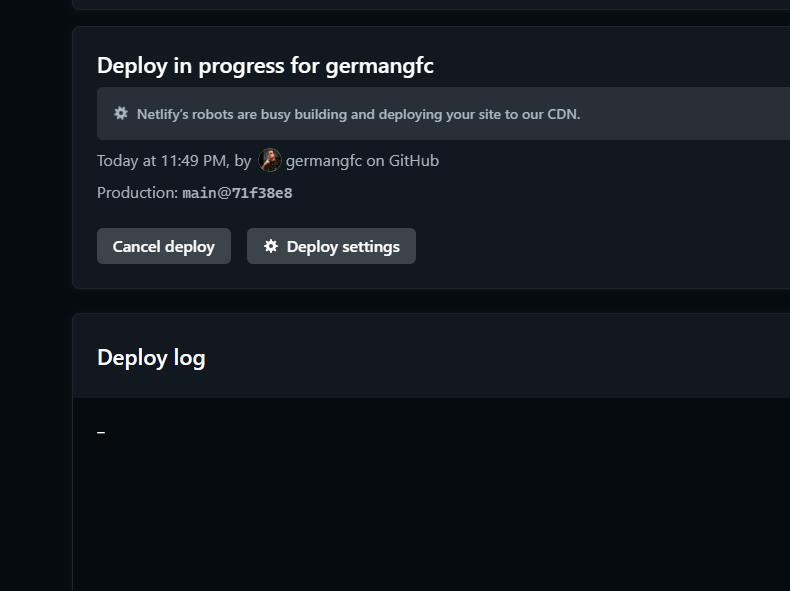 Deploy in progress for germangfc
Netlify's robots are busy building and deploying your site to our CDN.
Today at 11:49 PM, by germangfc on GitHub
Production: main@71f38e8
Cancel deploy
Deploy settings
Deploy log